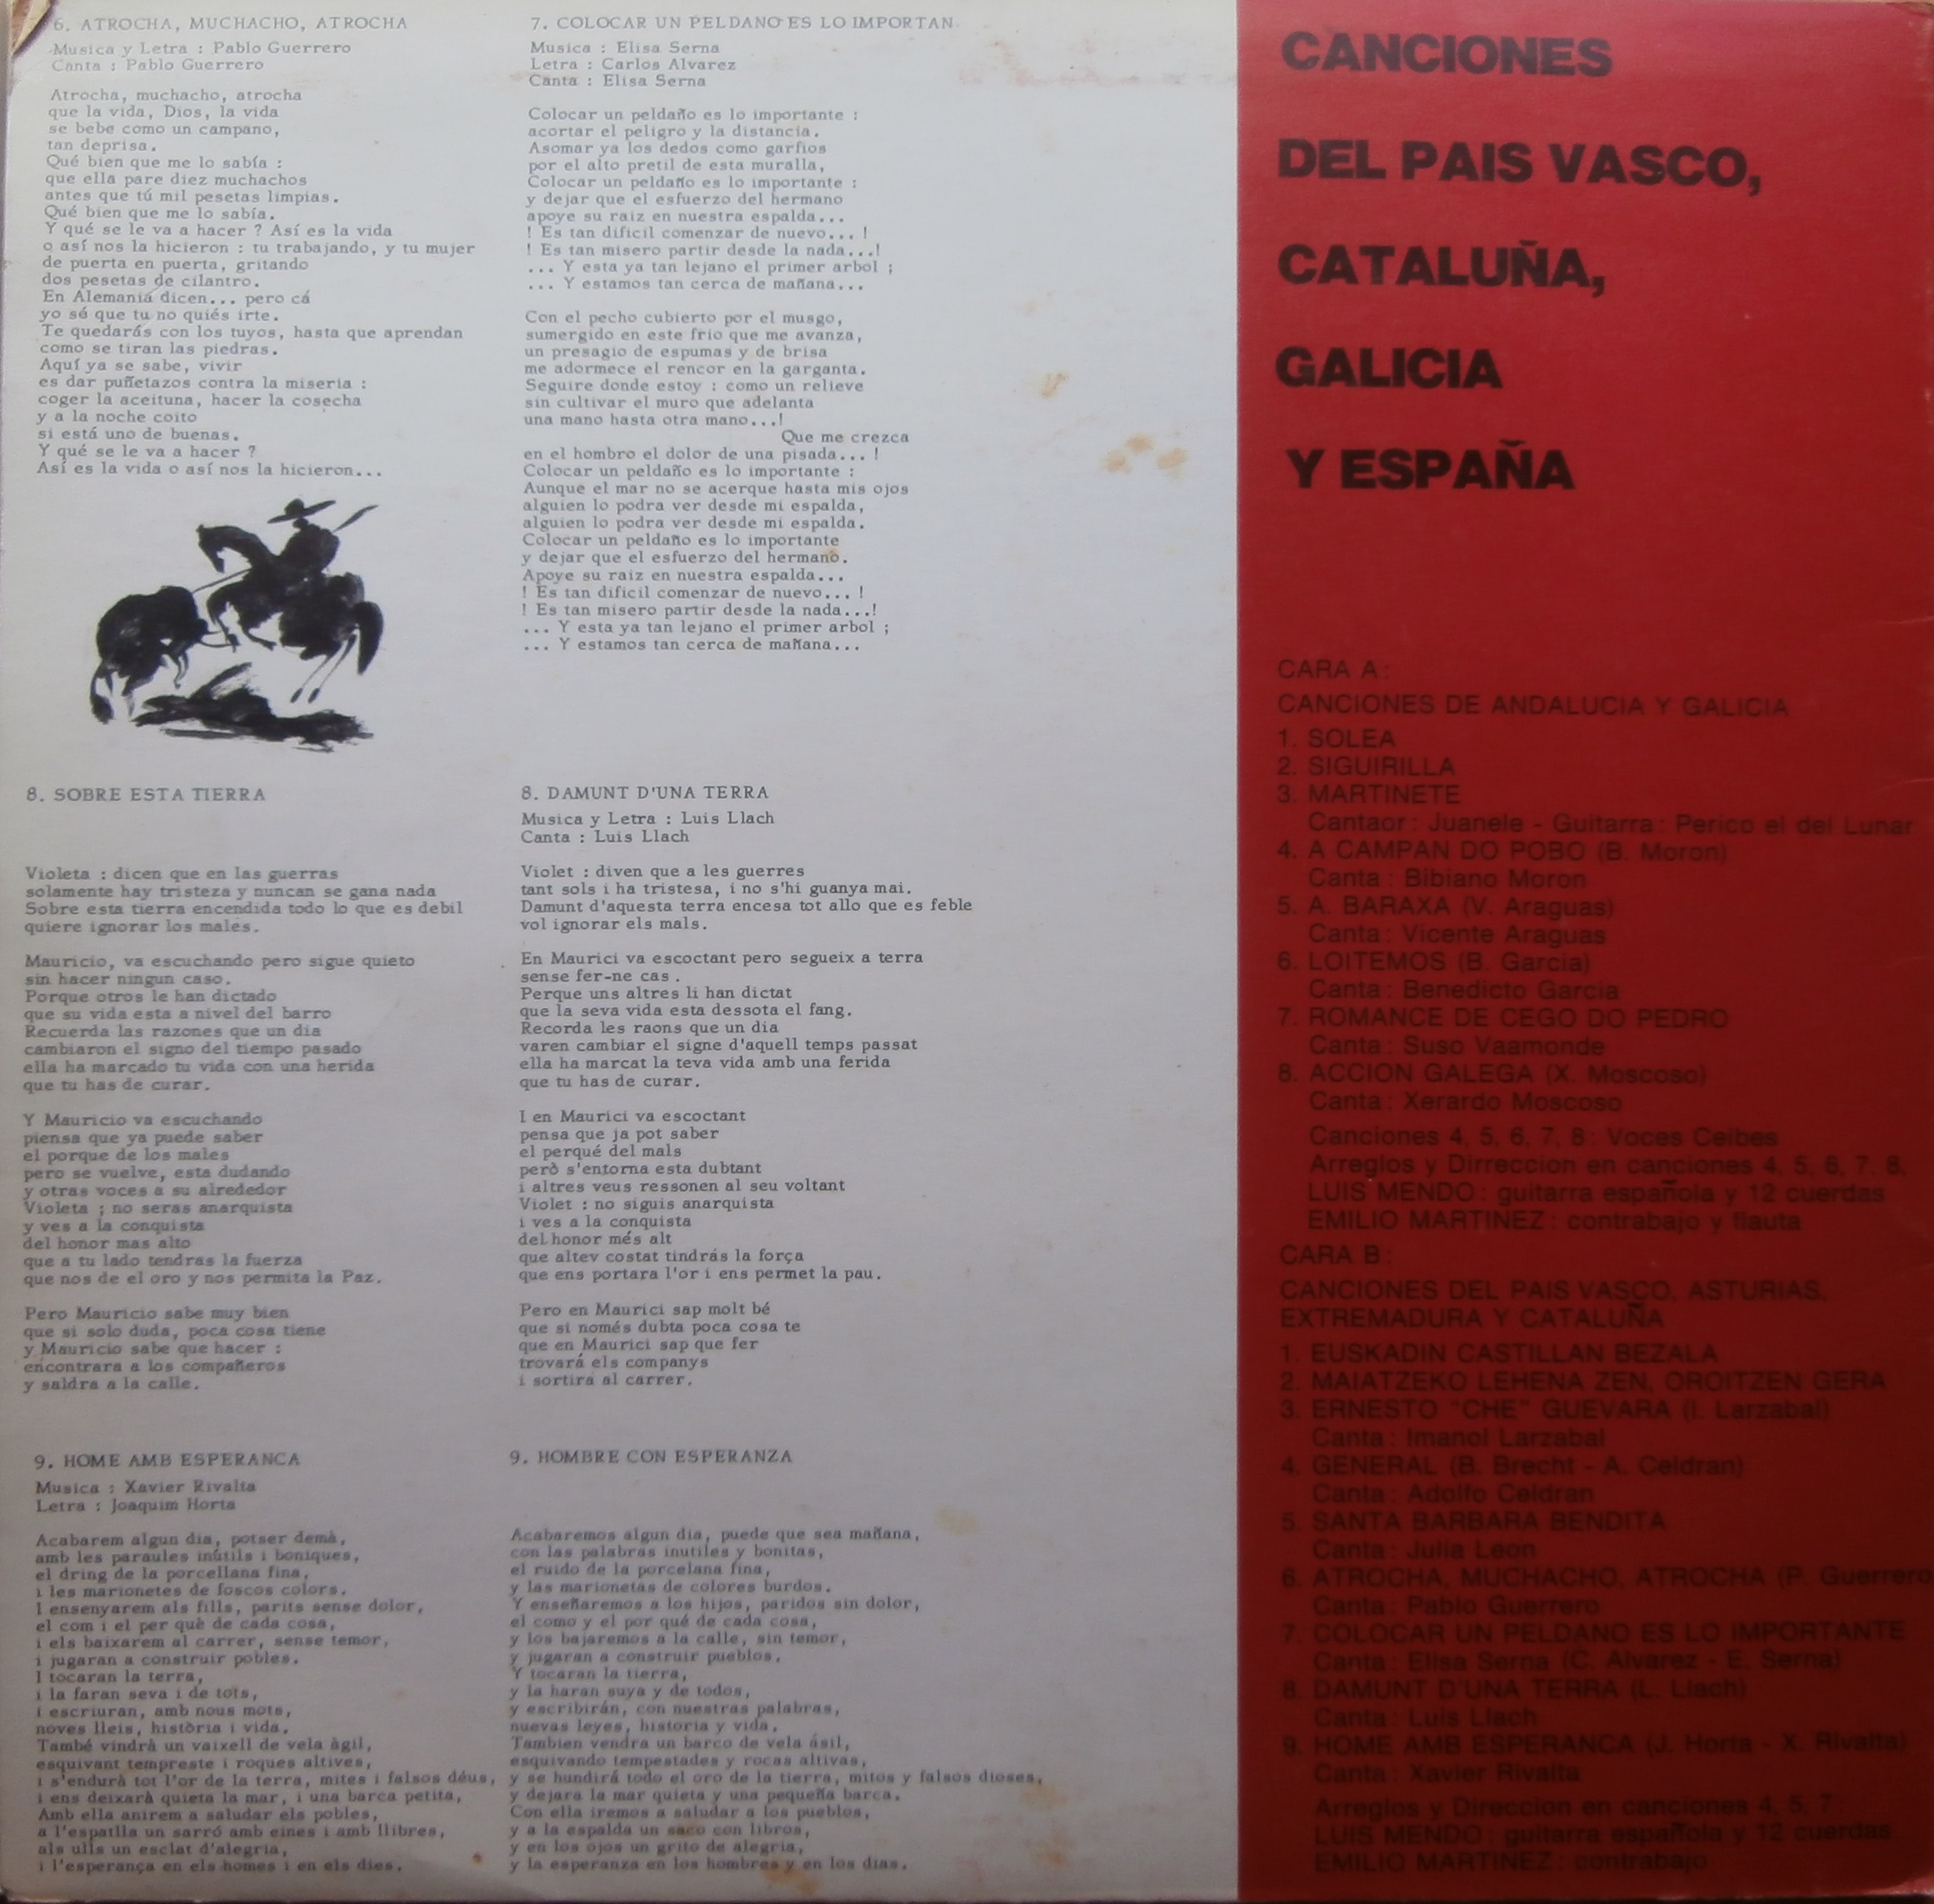 6. ATROCHA, MUCHACHO, ATROCHA
Musica y Letra : Pablo Guerrero
Canta : Pablo Guerrero
Atrocha, muchacho, atrocha
que la vida, Dios, la vida
se bebe como un campano,
tan deprisa.
Qué bien que me lo sabía :
que ella pare diez muchachos
antes que tú mil pesetas limpias.
Qué bien que me lo sabía.
Y qué se le va a hacer ? Así es la vida
o así nos la hicieron : tu trabajando, y tu mujer
de puerta en puerta, gritando
dos pesetas de cilantro.
En Alemaniá dicen... pero cá
yo sé que tu no quiés irte.
Te quedarás con los tuyos, hasta que aprendan
como se tiran las piedras.
Aquí ya se sabe, vivir
es dar puñetazos contra la miseria :
coger la aceituna, hacer la cosecha
y a la noche coito
si está uno de buenas.
Y qué se le va a hacer ?
Así es la vida o así nos la hicieron...
7. COLOCAR UN PELDANO ES LO IMPORTAN
Musica : Elisa Serna
Letra : Carlos Alvarez
Canta : Elisa Serna
Colocar un peldaño es lo importante :
acortar el peligro y la distancia.
Asomar ya los dedos como garfios
por el alto pretil de esta muralla,
Colocar un peldaño es lo importante :
y dejar que el esfuerzo del hermano
apoye su raiz en nuestra espalda...
! Es tan dificil comenzar de nuevo... !
! Es tan misero partir desde la nada...!
... Y esta ya tan lejano el primer arbol ;
... Y estamos tan cerca de mañana...
Con el pecho cubierto por el musgo,
sumergido en este frio que me avanza,
un presagio de espumas y de brisa
me adormece el rencor en la garganta.
Seguire donde estoy : como un relieve
sin cultivar el muro que adelanta
una mano hasta otra mano...!
Que me crezca
en el hombro el dolor de una pisada... !
Colocar un peldaño es lo importante :
Aunque el mar no se acerque hasta mis ojos
alguien lo podra ver desde mi espalda,
alguien lo podra ver desde mi espalda.
Colocar un peldaño es lo importante
y dejar que el esfuerzo del hermano.
Apoye su raiz en nuestra espalda...
! Es tan dificil comenzar de nuevo... !
! Es tan misero partir desde la nada...!
... Y esta ya tan lejano el primer arbol ;
... Y estamos tan cerca de mañana...
8. SOBRE ESTA TIERRA
Violeta : dicen que en las guerras
solamente hay tristeza y nuncan se gana nada
Sobre esta tierra encendida todo lo que es debil
quiere ignorar los males.
Mauricio, va escuchando pero sigue quieto
sin hacer ningun caso.
Porque otros le han dictado
que su vida esta a nivel del barro
Recuerda las razones que un dia
cambiaron el signo del tiempo pasado
ella ha marcado tu vida con una herida
que tu has de curar.
Y Mauricio va escuchando
piensa que ya puede saber
el porque de los males
pero se vuelve, esta dudando
y otras voces a su alrededor
Violeta ; no seras anarquista
y ves a la conquista
del honor mas alto
que a tu lado tendras la fuerza
que nos de el oro y nos permita la Paz.
Pero Mauricio sabe muy bien
que si solo duda, poca cosa tiene
y Mauricio sabe que hacer :
encontrara a los compañeros
y saldra a la calle.
8. DAMUNT D'UNA TERRA
Musica y Letra : Luis Llach
Canta : Luis Llach
Violet : diven que a les guerres
tant sols i ha tristesa, i no s'hi guanya mai.
Damunt d'aquesta terra encesa tot allo que es feble
vol ignorar els mals.
En Maurici va escoctant pero segueix a terra
sense fer-ne cas .
Perque uns altres li han dictat
que la seva vida esta dessota el fang.
Recorda les raons que un dia
varen cambiar el signe d'aquell temps passat
ella ha marcat la teva vida amb una ferida
que tu has de curar.
I en Maurici va escoctant
pensa que ja pot saber
el perqué del mals
però s'entorna esta dubtant
i altres veus ressonen al seu voltant
Violet : no siguis anarquista
i ves a la conquista
del honor més alt
que altev costat tindrás la força
que ens portara l'or i ens permet la pau.
Pero en Maurici sap molt bé
que si només dubta poca cosa te
que en Maurici sap que fer
trovará els companys
i sortirá al carrer.
9. HOME AMB ESPERANCA
Musica : Xavier Rivalta
Letra : Joaquim Horta
Acabarem algun dia, potser demà,
amb les paraules inútils i boniques,
el dring de la porcellana fina,
i les marionetes de foscos colors.
I ensenyarem als fills, parits sense dolor,
el com i el per què de cada cosa,
i els baixarem al carrer, sense temor,
i jugaran a construir pobles.
I tocaran la terra,
i la faran seva i de tots,
i escriuran, amb nous mots,
noves lleis, història i vida.
També vindrà un vaixell de vela àgil,
esquivant tempreste i roques altives,
i s'endurà tot l'or de la terra, mites i falsos déus,
i ens deixarà quieta la mar, i una barca petita,
Amb ella anirem a saludar els pobles,
a l'espatlla un sarró amb eines i amb llibres,
als ulls un esclat d'alegria,
i l'esperança en els homes i en els dies.
9. HOMBRE CON ESPERANZA
Acabaremos algun dia, puede que sea mañana,
con las palabras inutiles y bonitas,
el ruido de la porcelana fina,
y las marionetas de colores burdos.
Y enseñaremos a los hijos, paridos sin dolor,
el como y el por qué de cada cosa,
y los bajaremos a la calle, sin temor,
y jugaran a construir pueblos.
Y tocaran la tierra,
y la haran suya y de todos,
y escribirán, con nuestras palabras,
nuevas leyes, historia y vida.
Tambien vendra un barco de vela ásil,
esquivando tempestades y rocas altivas,
y se hundirá todo el oro de la tierra, mitos y falsos dioses,
y dejara la mar quieta y una pequeña barca.
Con ella iremos a saludar a los pueblos,
y a la espalda un saco con libros,
y en los ojos un grito de alegria,
y la esperanza en los hombres y en los dias.
CANCIONES
DEL PAIS VASCO,
CATALUÑA,
GALICIA
Y ESPAÑA
CARA A :
CANCIONES DE ANDALUCIA Y GALICIA
1. SOLEA
2. SIGUIRILLA
3. MARTINETE
Cantaor : Juanele - Guitarra : Perico el del Lunar
4. A CAMPAN DO POBO (B. Moron)
Canta : Bibiano Moron
5. A. BARAXA (V. Araguas)
Canta : Vicente Araguas
6. LOITEMOS (B. Garcia)
Canta : Benedicto Garcia
7. ROMANCE DE CEGO DO PEDRO
Canta : Suso Vaamonde
8. ACCION GALEGA (X. Moscoso)
Canta : Xerardo Moscoso
Canciones 4, 5, 6, 7, 8 : Voces Ceibes
Arreglos y Dirreccion en canciones 4, 5, 6, 7, 8,
LUIS MENDO : guitarra española y 12 cuerdas
EMILIO MARTINEZ : contrabajo y flauta
CARA B :
CANCIONES DEL PAIS VASCO, ASTURIAS,
EXTREMADURA Y CATALUÑA
1. EUSKADIN CASTILLAN BEZALA
2. MAIATZEKO LEHENA ZEN, OROITZEN GERA
3. ERNESTO "CHE" GUEVARA (I. Larzabal)
Canta : Imanol Larzabal
4. GENERAL (B. Brecht - A. Celdran)
Canta : Adolfo Celdran
5. SANTA BARBARA BENDITA
Canta : Julia Leon
6. ATROCHA, MUCHACHO, ATROCHA (P. Guerrero
Canta : Pablo Guerrero
7. COLOCAR UN PELDANO ES LO IMPORTANTE
Canta : Elisa Serna (C. Alvarez - E. Serna)
8. DAMUNT D'UNA TERRA (L. Llach)
Canta : Luis Llach
9. HOME AMB ESPERANCA (J. Horta - X. Rivalta)
Canta : Xavier Rivalta
Arreglos y Direccion en canciones 4, 5, 7 :
LUIS MENDO : guitarra española y 12 cuerdas
EMILIO MARTINEZ : contrabajo